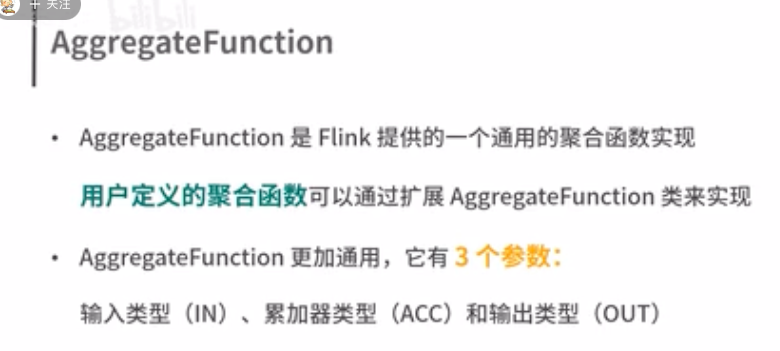 + 关注
bilibili
AggregateFunction
• AggregateFunction 是 Flink 提供的一个通用的聚合函数实现
用户定义的聚合函数可以通过扩展 AggregateFunction 类来实现
• AggregateFunction 更加通用，它有 3 个参数：
输入类型（IN）、累加器类型（ACC）和输出类型（OUT）